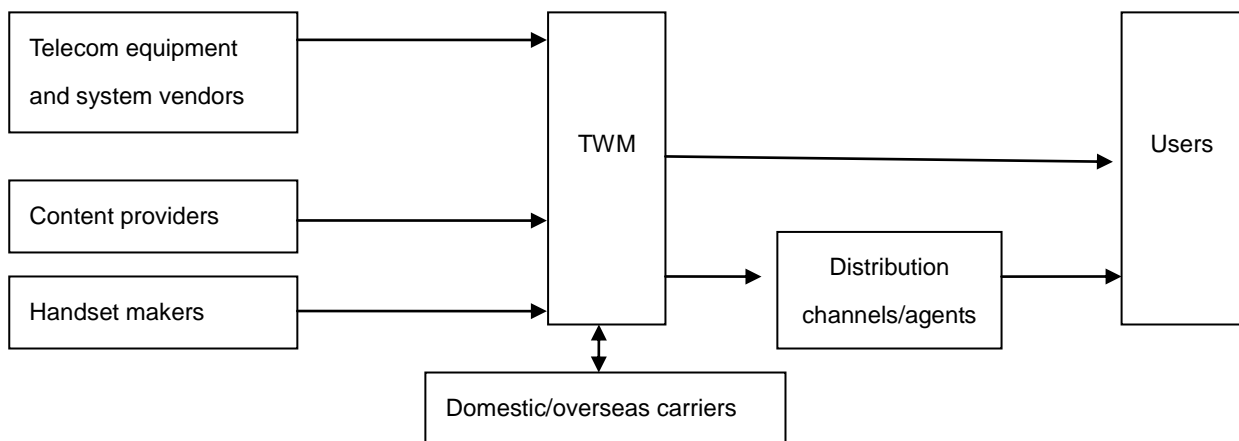 Telecom equipment
and system vendors
TWM
Users
Content providers
Distribution
channels/agents
Handset makers
Domestic/overseas carriers